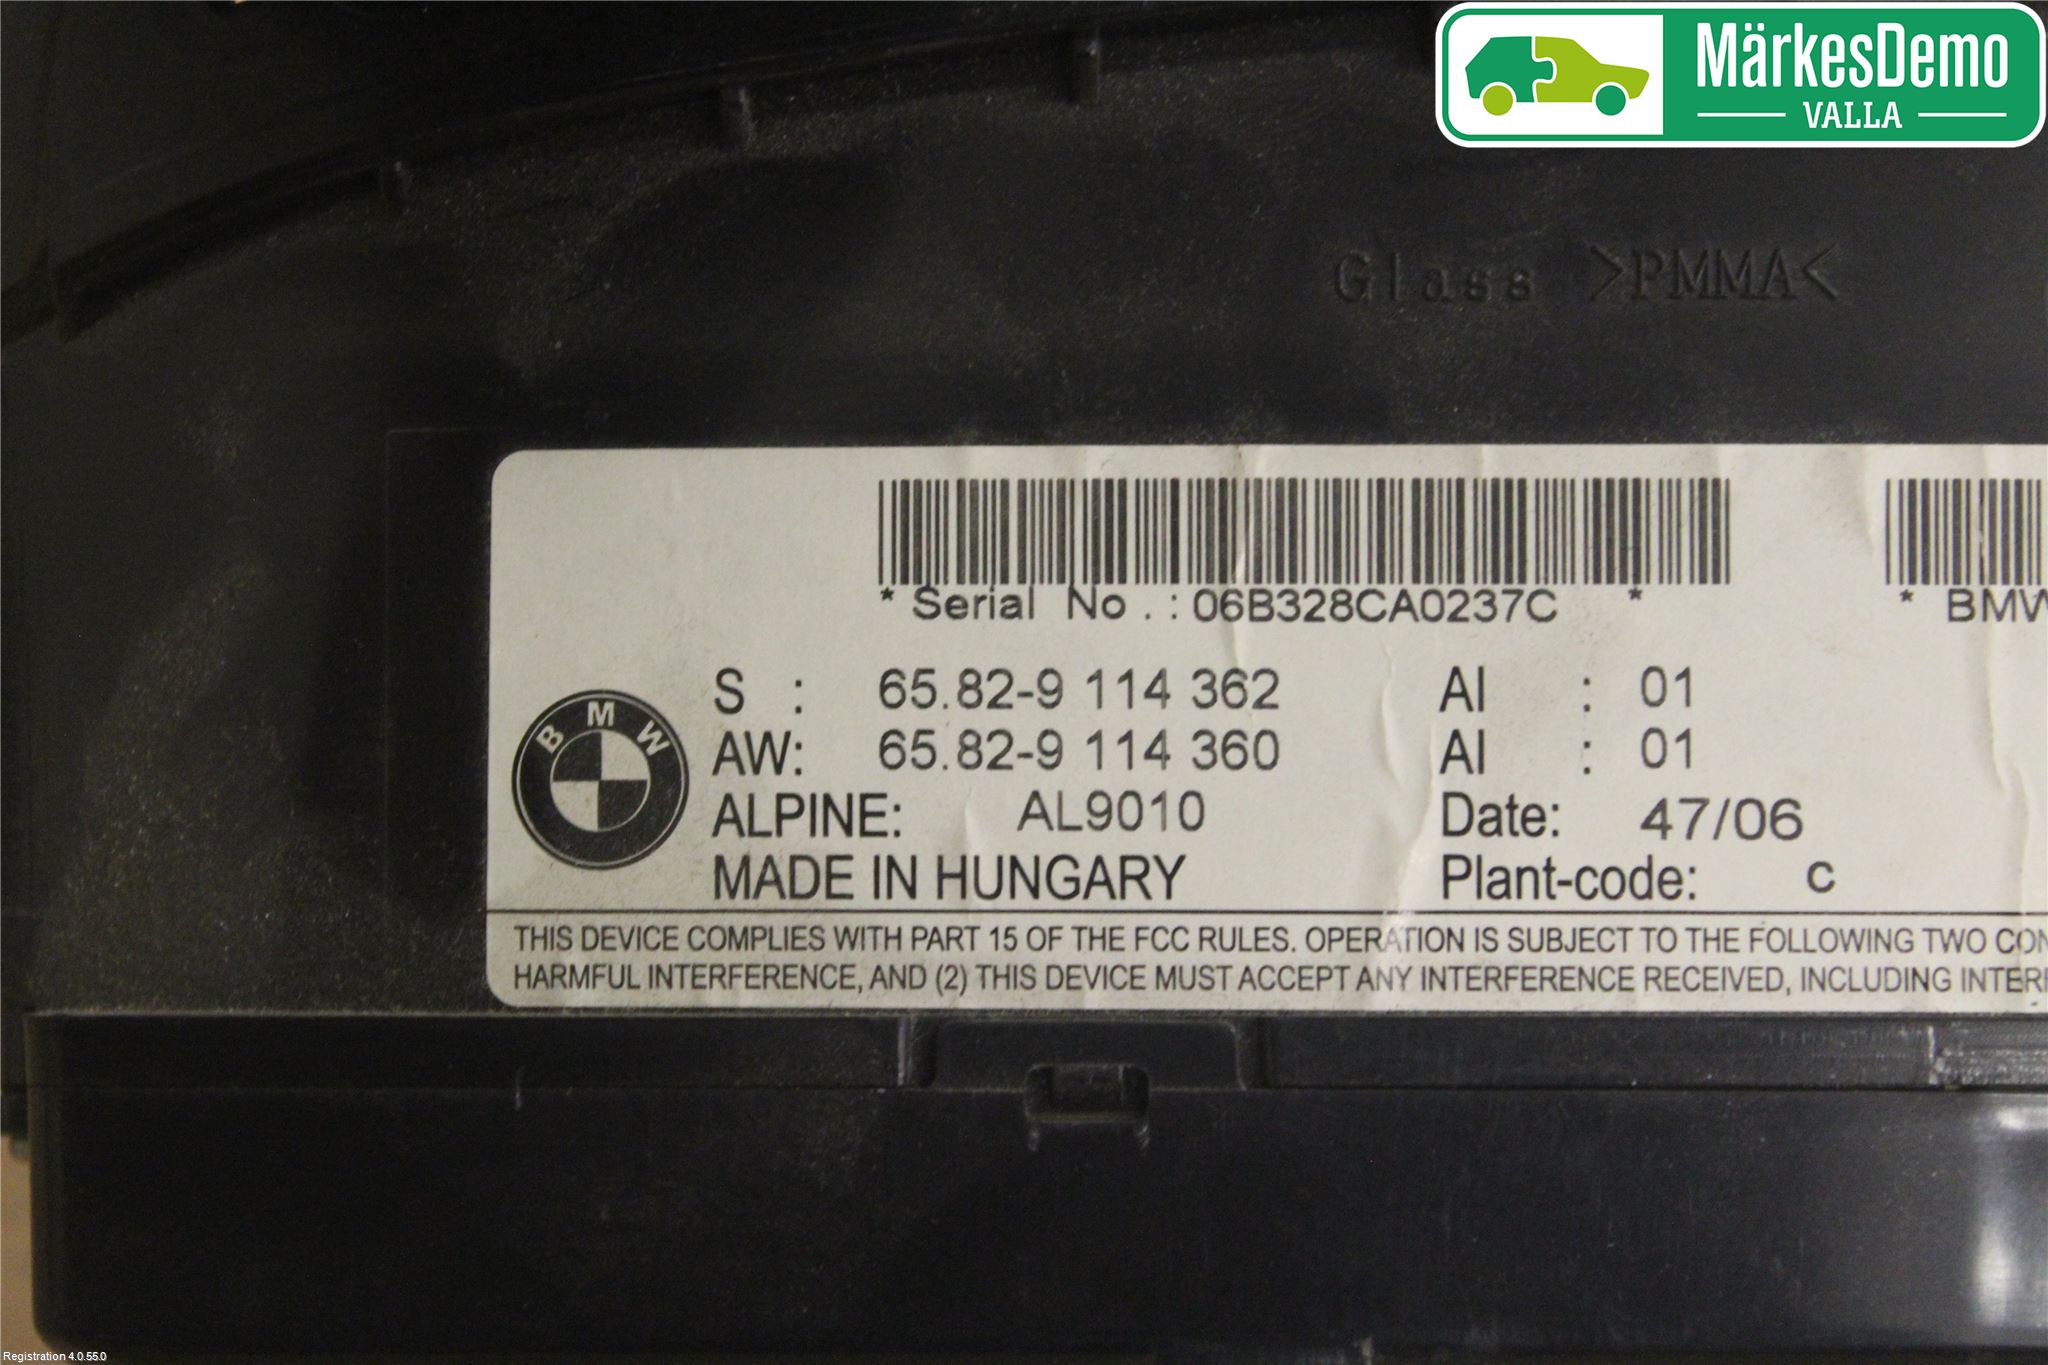 MärkesDemo
VALLA
Glass >PMMA<
* Serial No.: 06B328CA0237C *
* BMW
S : 65.82-9 114 362 AI : 01
AW: 65.82-9 114 360 AI : 01
ALPINE: AL9010 Date: 47/06
MADE IN HUNGARY Plant-code: C
BMW
THIS DEVICE COMPLIES WITH PART 15 OF THE FCC RULES. OPERATION IS SUBJECT TO THE FOLLOWING TWO CON
HARMFUL INTERFERENCE, AND (2) THIS DEVICE MUST ACCEPT ANY INTERFERENCE RECEIVED, INCLUDING INTER
Registration 4.0.55.0